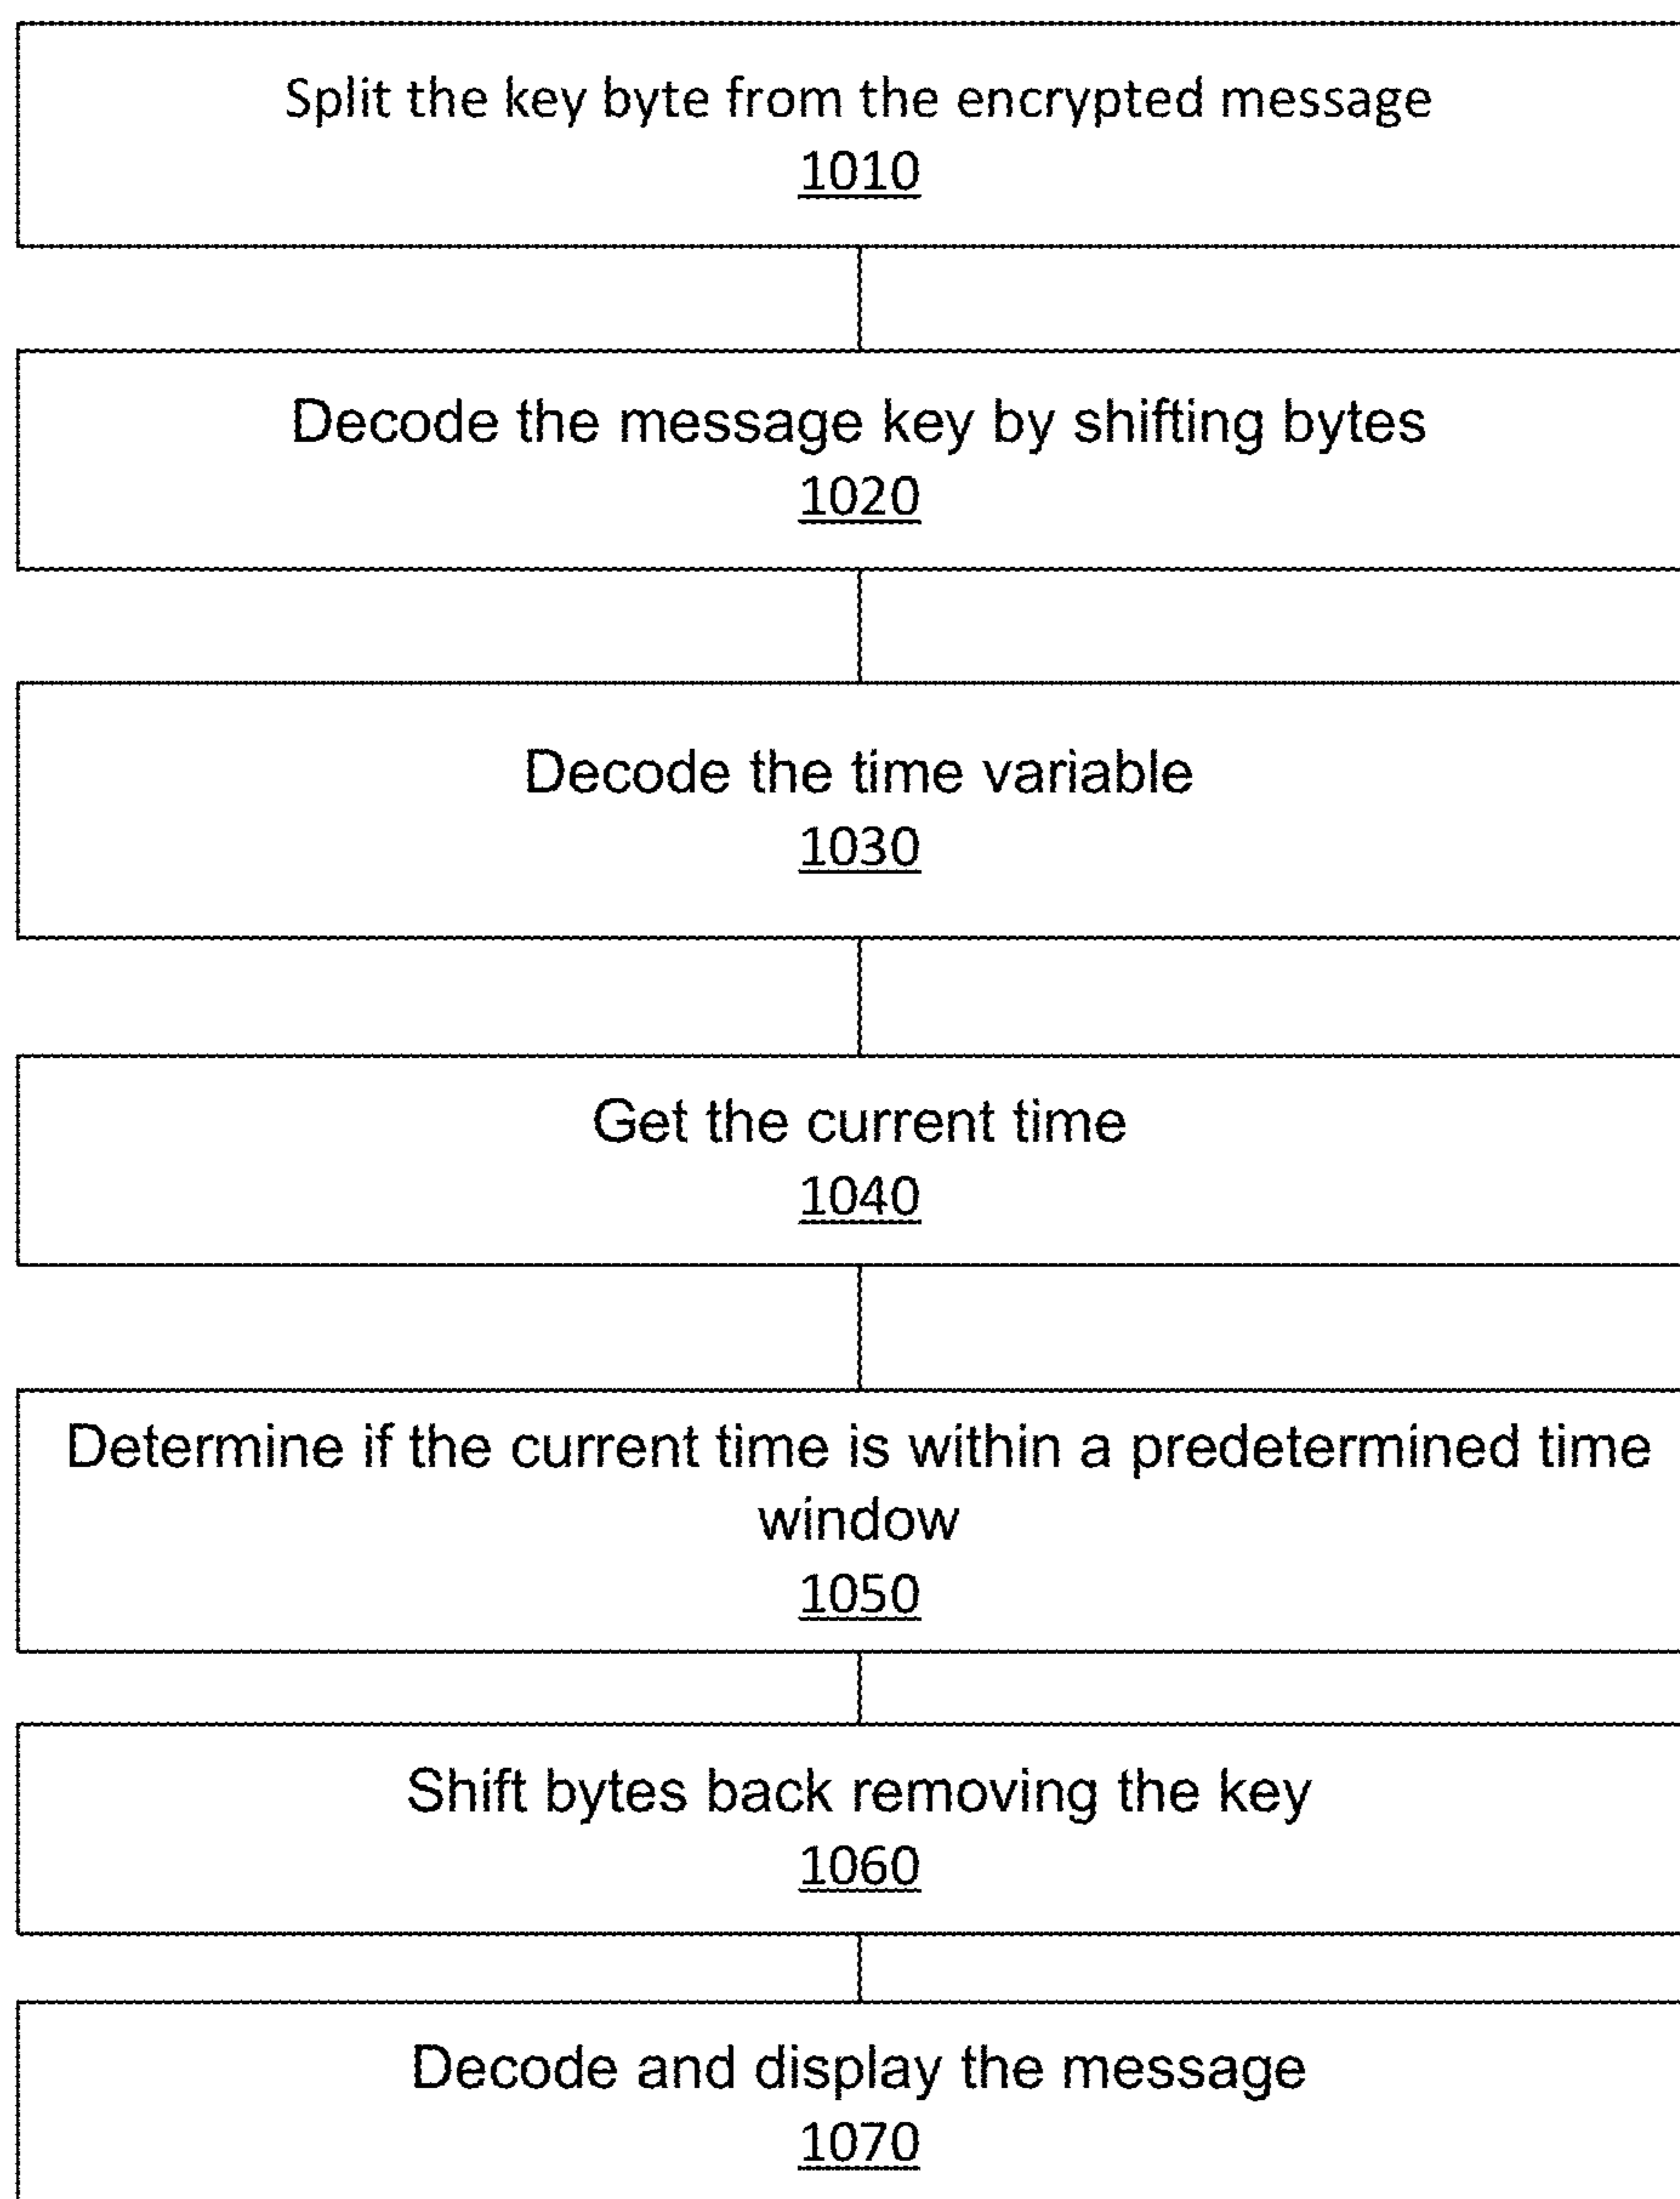 Split the key byte from the encrypted message
1010
Decode the message key by shifting bytes
1020
Decode the time variable
1030
Get the current time
1040
Determine if the current time is within a predetermined time
window
1050
Shift bytes back removing the key
1060
Decode and display the message
1070